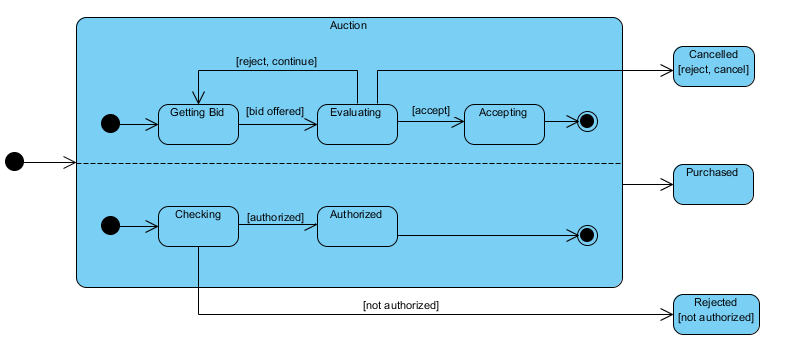 Auction
Cancelled
[reject, cancel]
[reject, continue]
Getting Bid
[bid offered]
Evaluating
[accept]
Accepting
Purchased
Checking
[authorized]
Authorized
[not authorized]
Rejected
[not authorized]